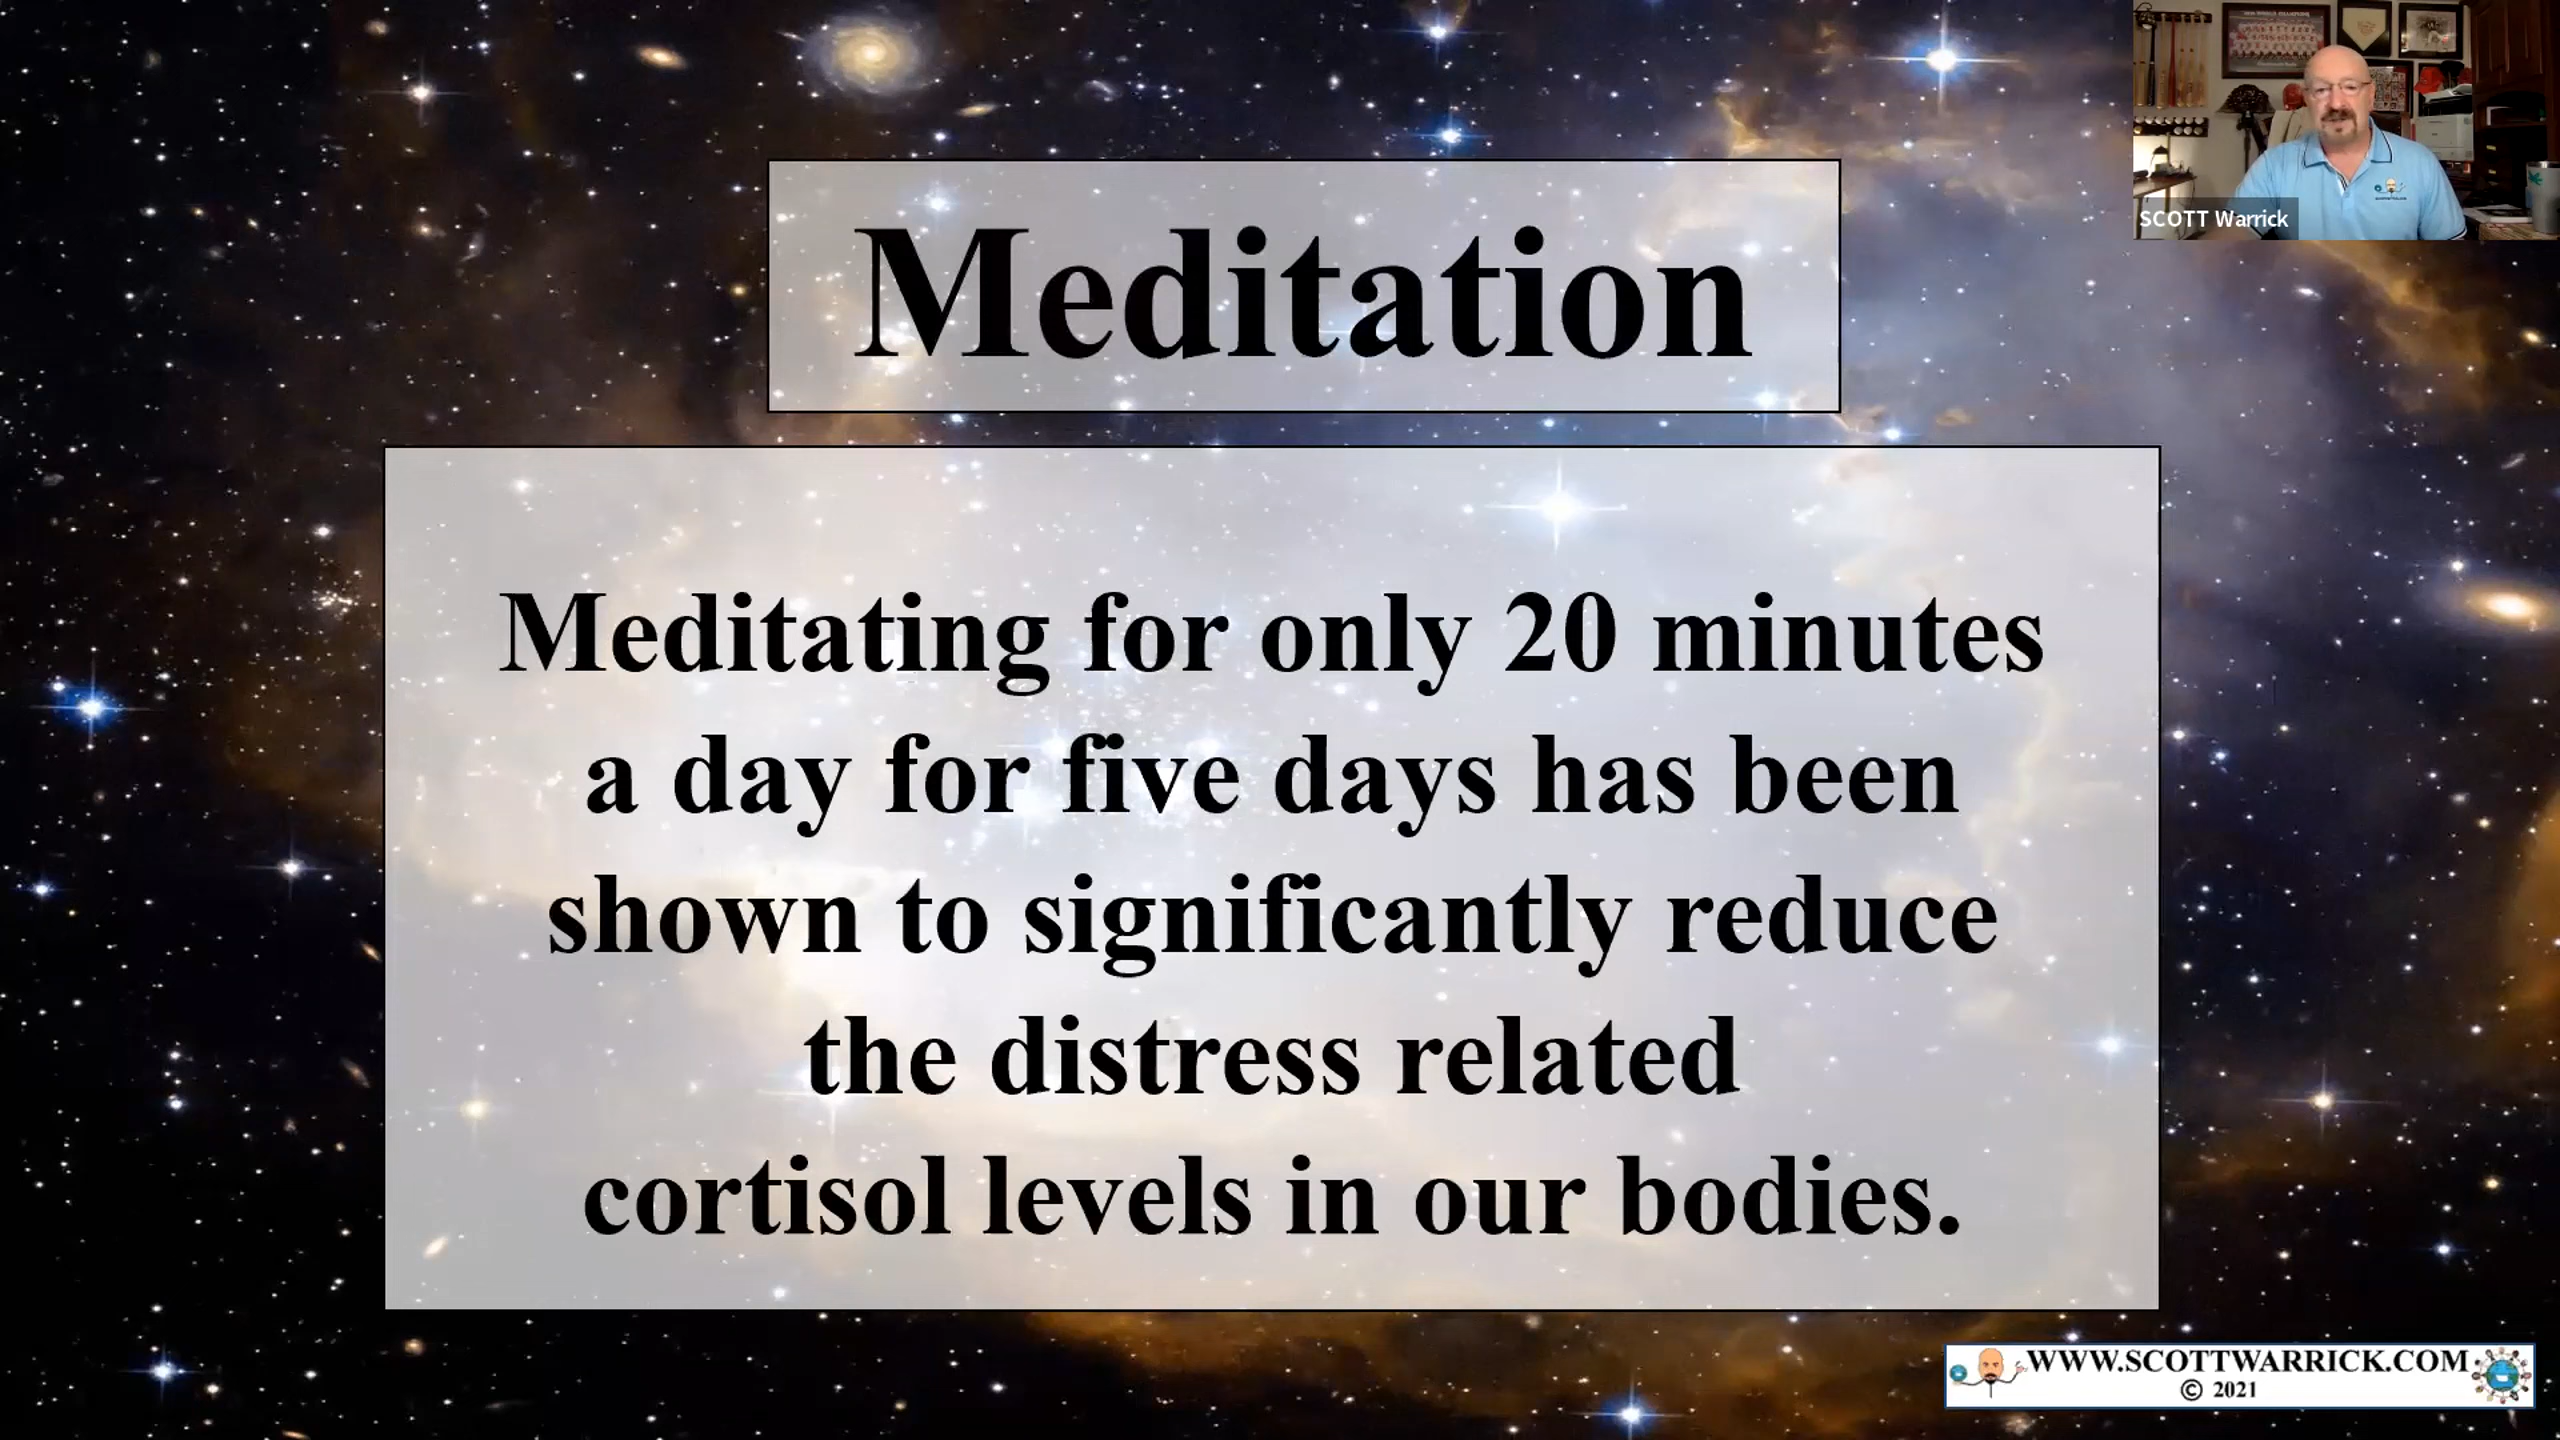 SCOTT Warrick
Meditation
Meditating for only 20 minutes
a day for five days has been
shown to significantly reduce
the distress related
cortisol levels in our bodies.
WWW.SCOTTWARRICK.COM
© 2021